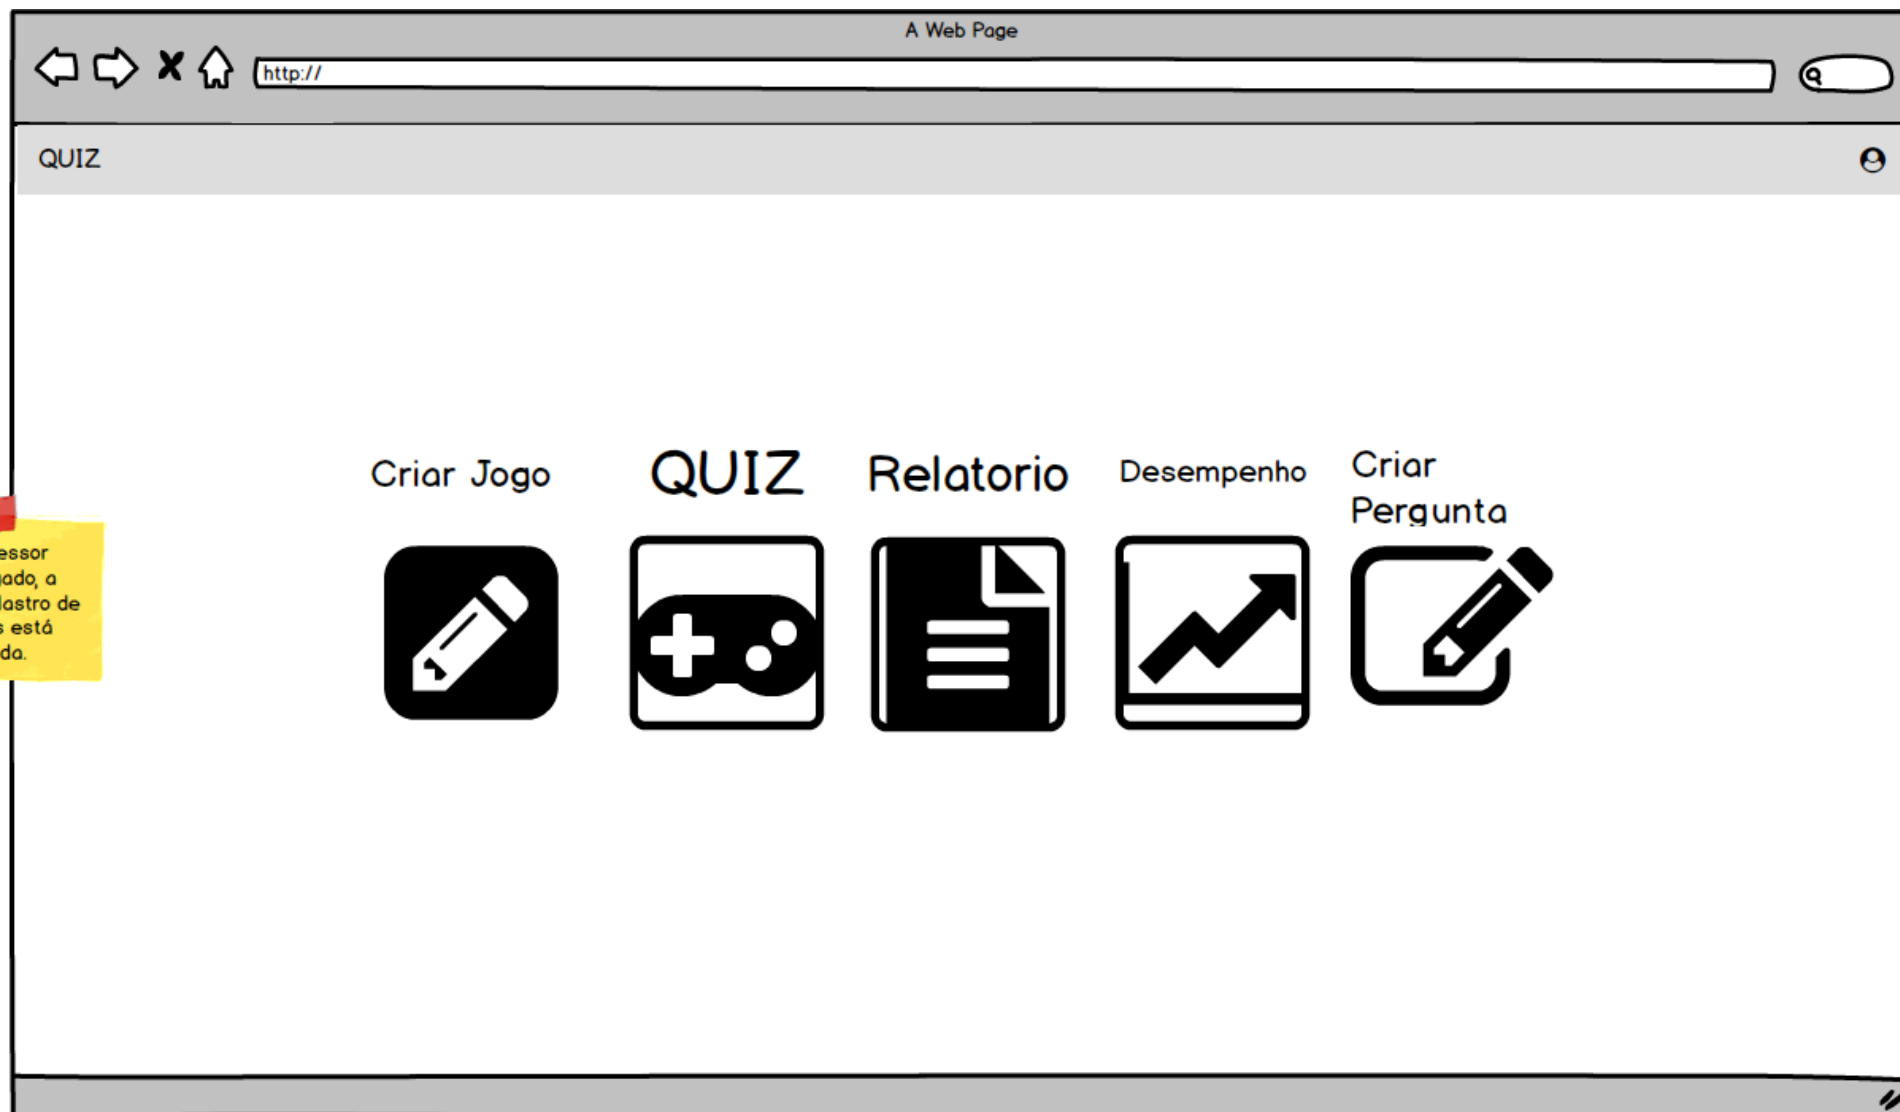 A Web Page
http://
QUIZ
Criar Jogo
QUIZ
Relatorio
Desempenho
Criar
Pergunta
essor
ado, a
lastro de
s está
da.